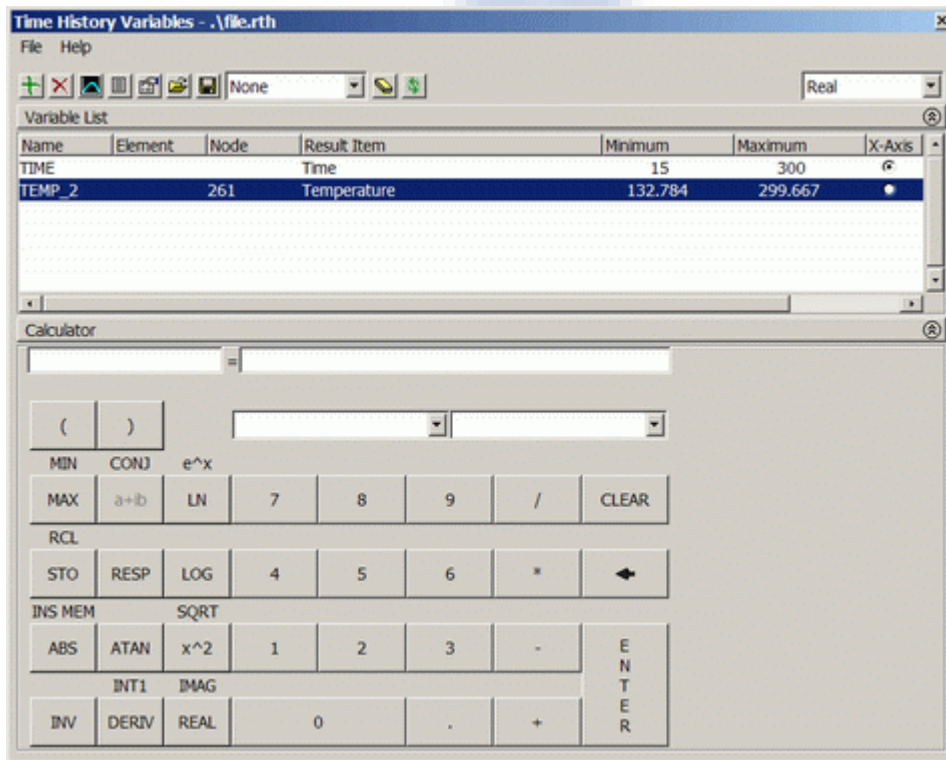 Time History Variables - .\file.rth
File Help
None Real
Variable List
Name Element Node Result Item Minimum Maximum X-Axis
TIME Time 15 300
TEMP_2 261 Temperature 132.784 299.667
Calculator
=
( )
MIN CONJ e^x
MAX a+ib LN 7 8 9 / CLEAR
RCL
STO RESP LOG 4 5 6 *
INS MEM SQRT
ABS ATAN x^2 1 2 3 - ENTER
INT1 IMAG
INV DERIV REAL 0 . +